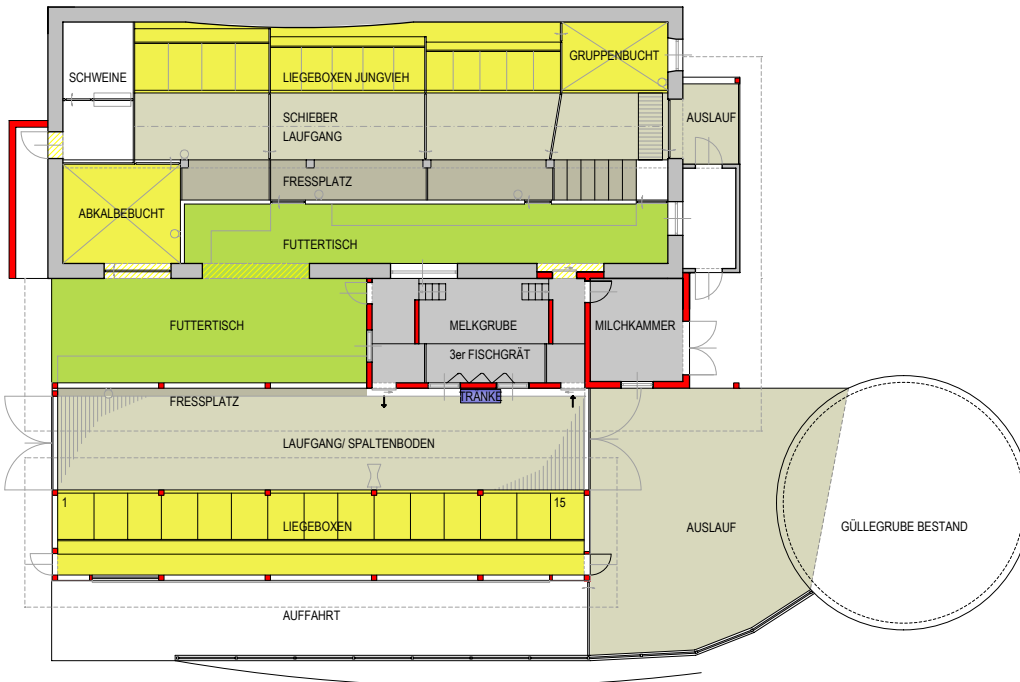 GRUPPENBUCHT
SCHWEINE
LIEGEBOXEN JUNGVIEH
SCHIEBER
LAUFGANG
AUSLAUF
FRESSPLATZ
ABKALBEBUCHT
FUTTERTISCH
FUTTERTISCH
MELKGRUBE
MILCHKAMMER
3er FISCHGRÄT
FRESSPLATZ
TRÄNKE
LAUFGANG/ SPALTENBODEN
1
15
LIEGEBOXEN
AUSLAUF
GÜLLEGRUBE BESTAND
AUFFAHRT